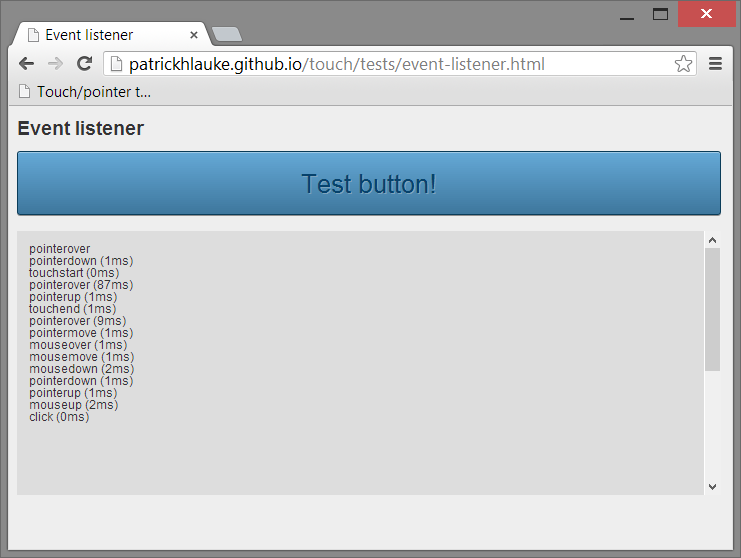 Event listener
patrickhlauke.github.io/touch/tests/event-listener.html
Touch/pointer t...
Event listener
Test button!
pointerover
pointerdown (1ms)
touchstart (0ms)
pointerover (87ms)
pointerup (1ms)
touchend (1ms)
pointerover (9ms)
pointermove (1ms)
mouseover (1ms)
mousemove (1ms)
mousedown (2ms)
pointerdown (1ms)
pointerup (1ms)
mouseup (2ms)
click (0ms)